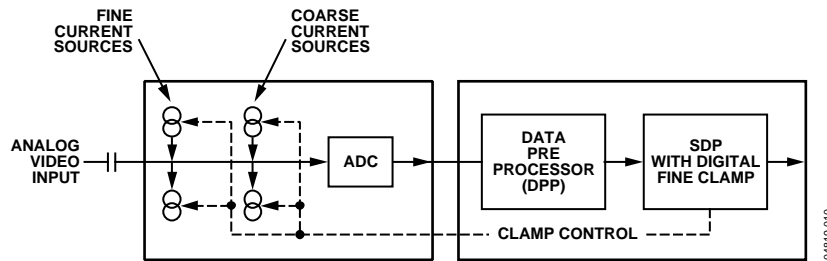 FINE
CURRENT
SOURCES
COARSE
CURRENT
SOURCES
ANALOG
VIDEO
INPUT
ADC
DATA
PRE
PROCESSOR
(DPP)
SDP
WITH DIGITAL
FINE CLAMP
CLAMP CONTROL